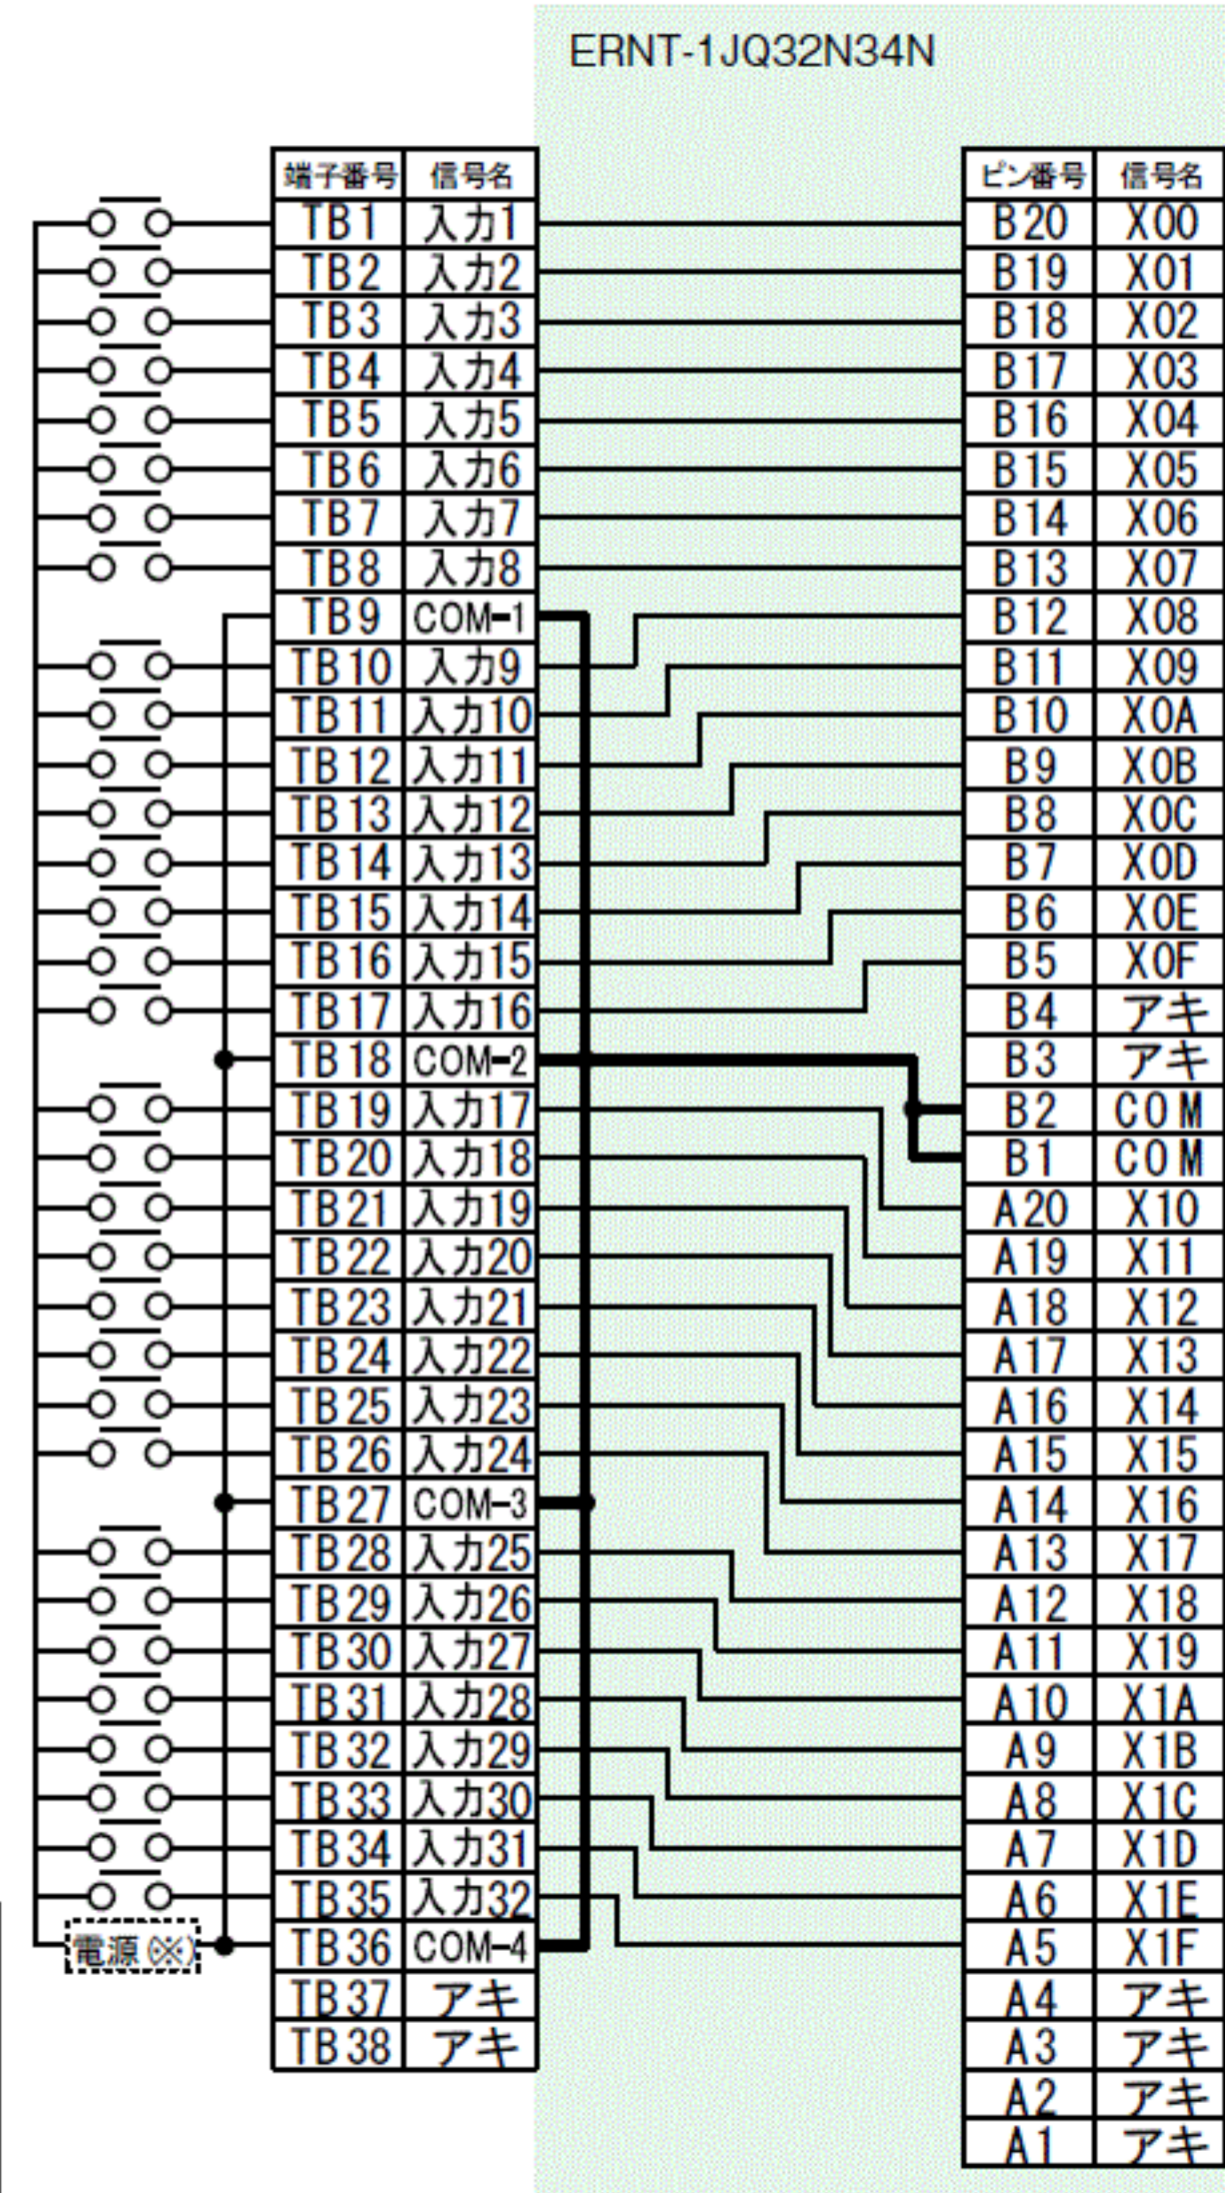 ERNT-1JQ32N34N
端子番号 信号名 ピン番号 信号名
TB1 入力1 B20 X00
TB2 入力2 B19 X01
TB3 入力3 B18 X02
TB4 入力4 B17 X03
TB5 入力5 B16 X04
TB6 入力6 B15 X05
TB7 入力7 B14 X06
TB8 入力8 B13 X07
TB9 COM-1 B12 X08
TB10 入力9 B11 X09
TB11 入力10 B10 X0A
TB12 入力11 B9 X0B
TB13 入力12 B8 X0C
TB14 入力13 B7 X0D
TB15 入力14 B6 X0E
TB16 入力15 B5 X0F
TB17 入力16 B4 アキ
TB18 COM-2 B3 アキ
TB19 入力17 B2 COM
TB20 入力18 B1 COM
TB21 入力19 A20 X10
TB22 入力20 A19 X11
TB23 入力21 A18 X12
TB24 入力22 A17 X13
TB25 入力23 A16 X14
TB26 入力24 A15 X15
TB27 COM-3 A14 X16
TB28 入力25 A13 X17
TB29 入力26 A12 X18
TB30 入力27 A11 X19
TB31 入力28 A10 X1A
TB32 入力29 A9 X1B
TB33 入力30 A8 X1C
TB34 入力31 A7 X1D
TB35 入力32 A6 X1E
電源(※) TB36 COM-4 A5 X1F
TB37 アキ A4 アキ
TB38 アキ A3 アキ
A2 アキ
A1 アキ